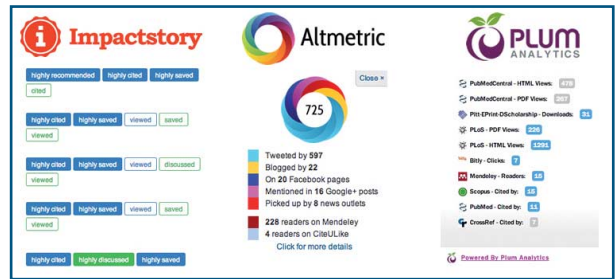 Impactstory
highly recommended highly cited highly saved
cited
highly cited highly saved viewed saved
viewed
highly cited highly saved viewed discussed
viewed
highly cited highly saved viewed saved
viewed
highly cited highly discussed highly saved
Altmetric
Close ×
725
Tweeted by 597
Blogged by 22
On 20 Facebook pages
Mentioned in 16 Google+ posts
Picked up by 8 news outlets
228 readers on Mendeley
4 readers on CiteULike
Click for more details
PLUM
ANALYTICS
PubMedCentral - HTML Views: 478
PubMedCentral - PDF Views:
Pitt-EPrint-DScholarship - Downloads: 31
PLoS - PDF Views: 226
PLoS - HTML Views: 1291
Bitly - Clicks: 7
Mendeley - Readers: 15
Scopus - Cited by: 15
PubMed - Cited by: 11
CrossRef - Cited by: 7
Powered By Plum Analytics